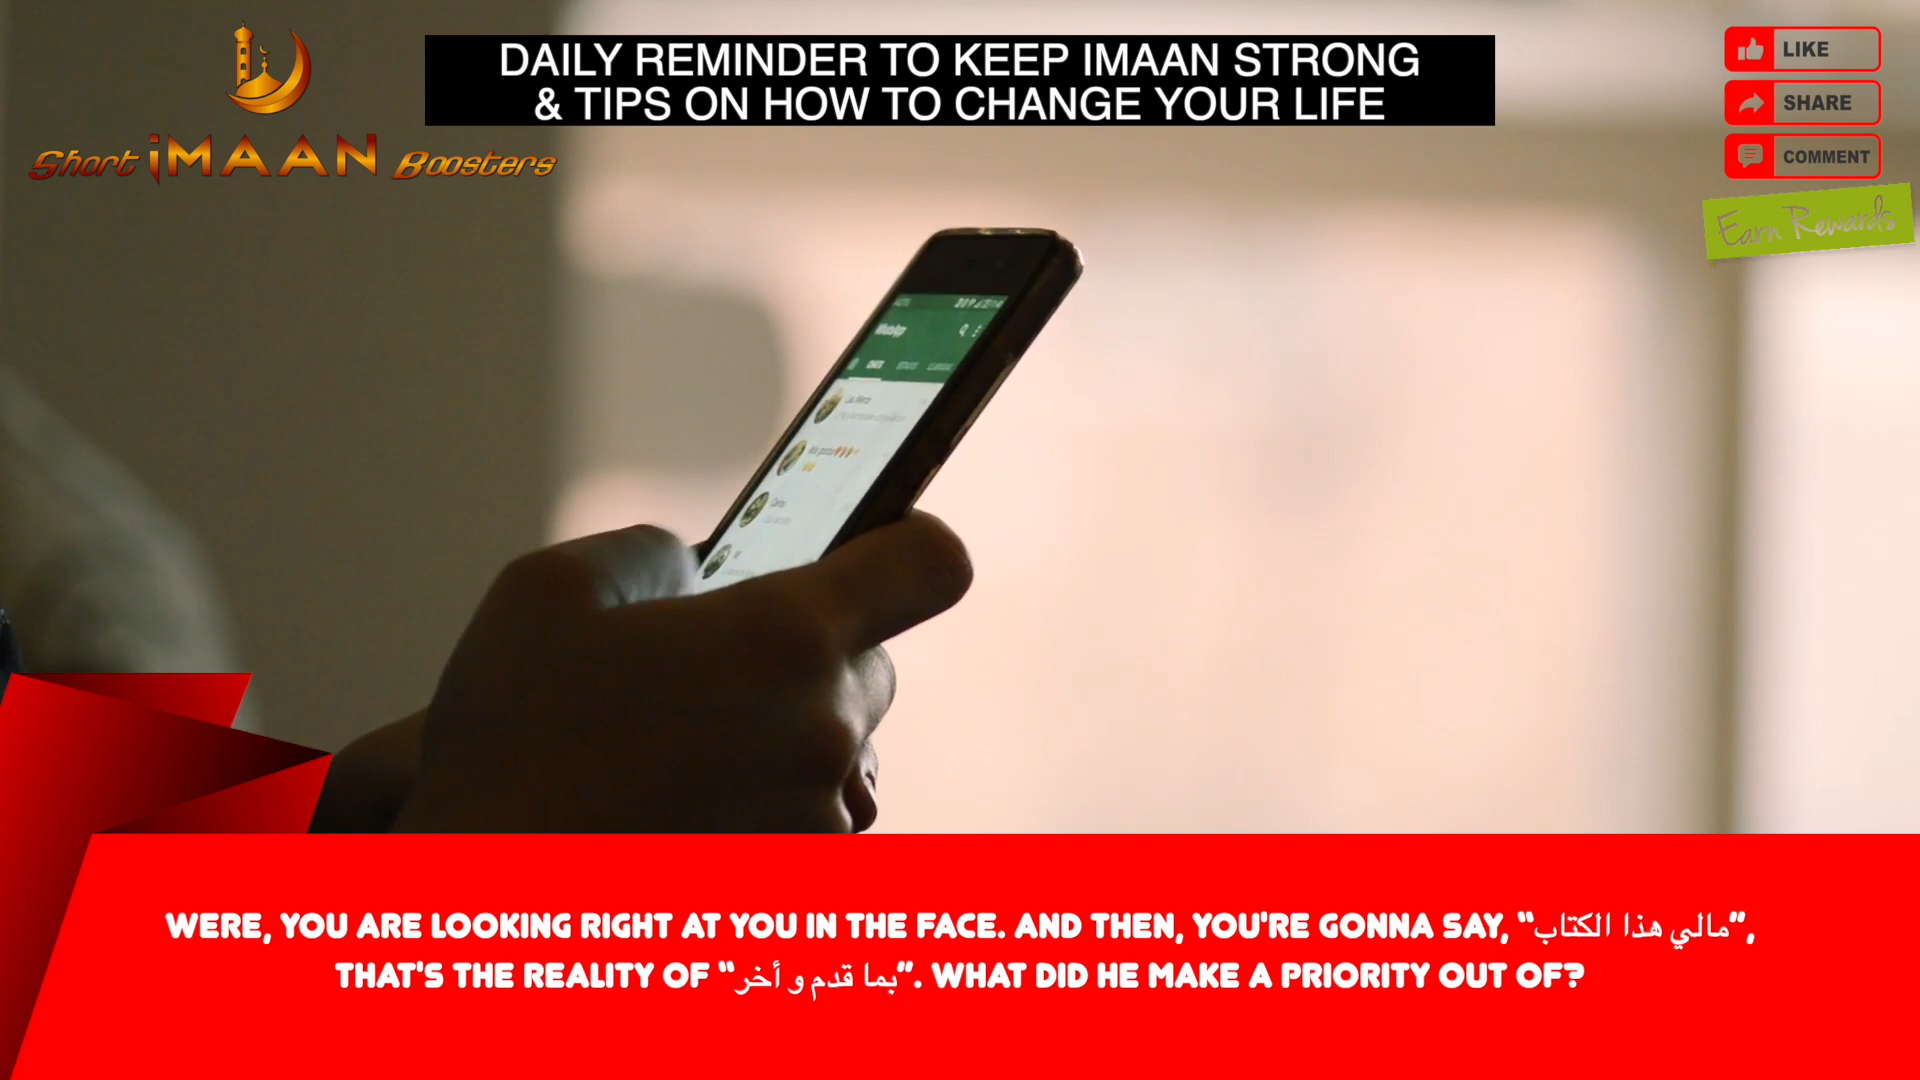 Short iMAAN Boosters
DAILY REMINDER TO KEEP IMAAN STRONG
& TIPS ON HOW TO CHANGE YOUR LIFE
LIKE
SHARE
COMMENT
Earn Rewards
WhatsApp
CHATS
WERE, YOU ARE LOOKING RIGHT AT YOU IN THE FACE. AND THEN, YOU'RE GONNA SAY, “مالي هذا الكتاب”,
THAT'S THE REALITY OF “بما قدم و أخر”. WHAT DID HE MAKE A PRIORITY OUT OF?